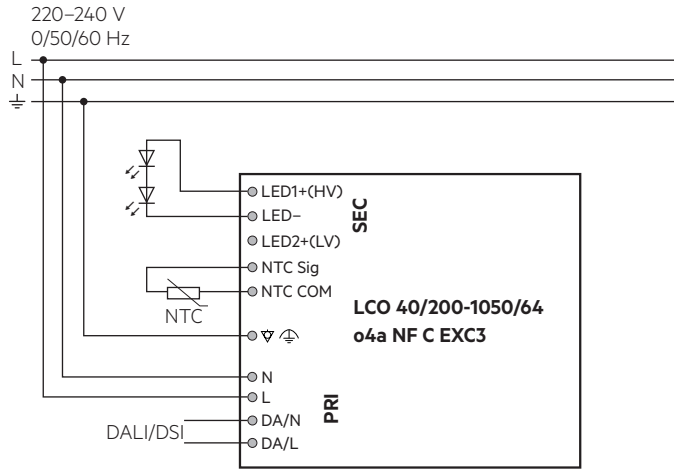 220–240 V
0/50/60 Hz
L
N
LED1+(HV)
LED–
SEC
LED2+(LV)
NTC Sig
NTC COM
NTC
LCO 40/200-1050/64
o4a NF C EXC3
N
L
PRI
DA/N
DALI/DSI
DA/L